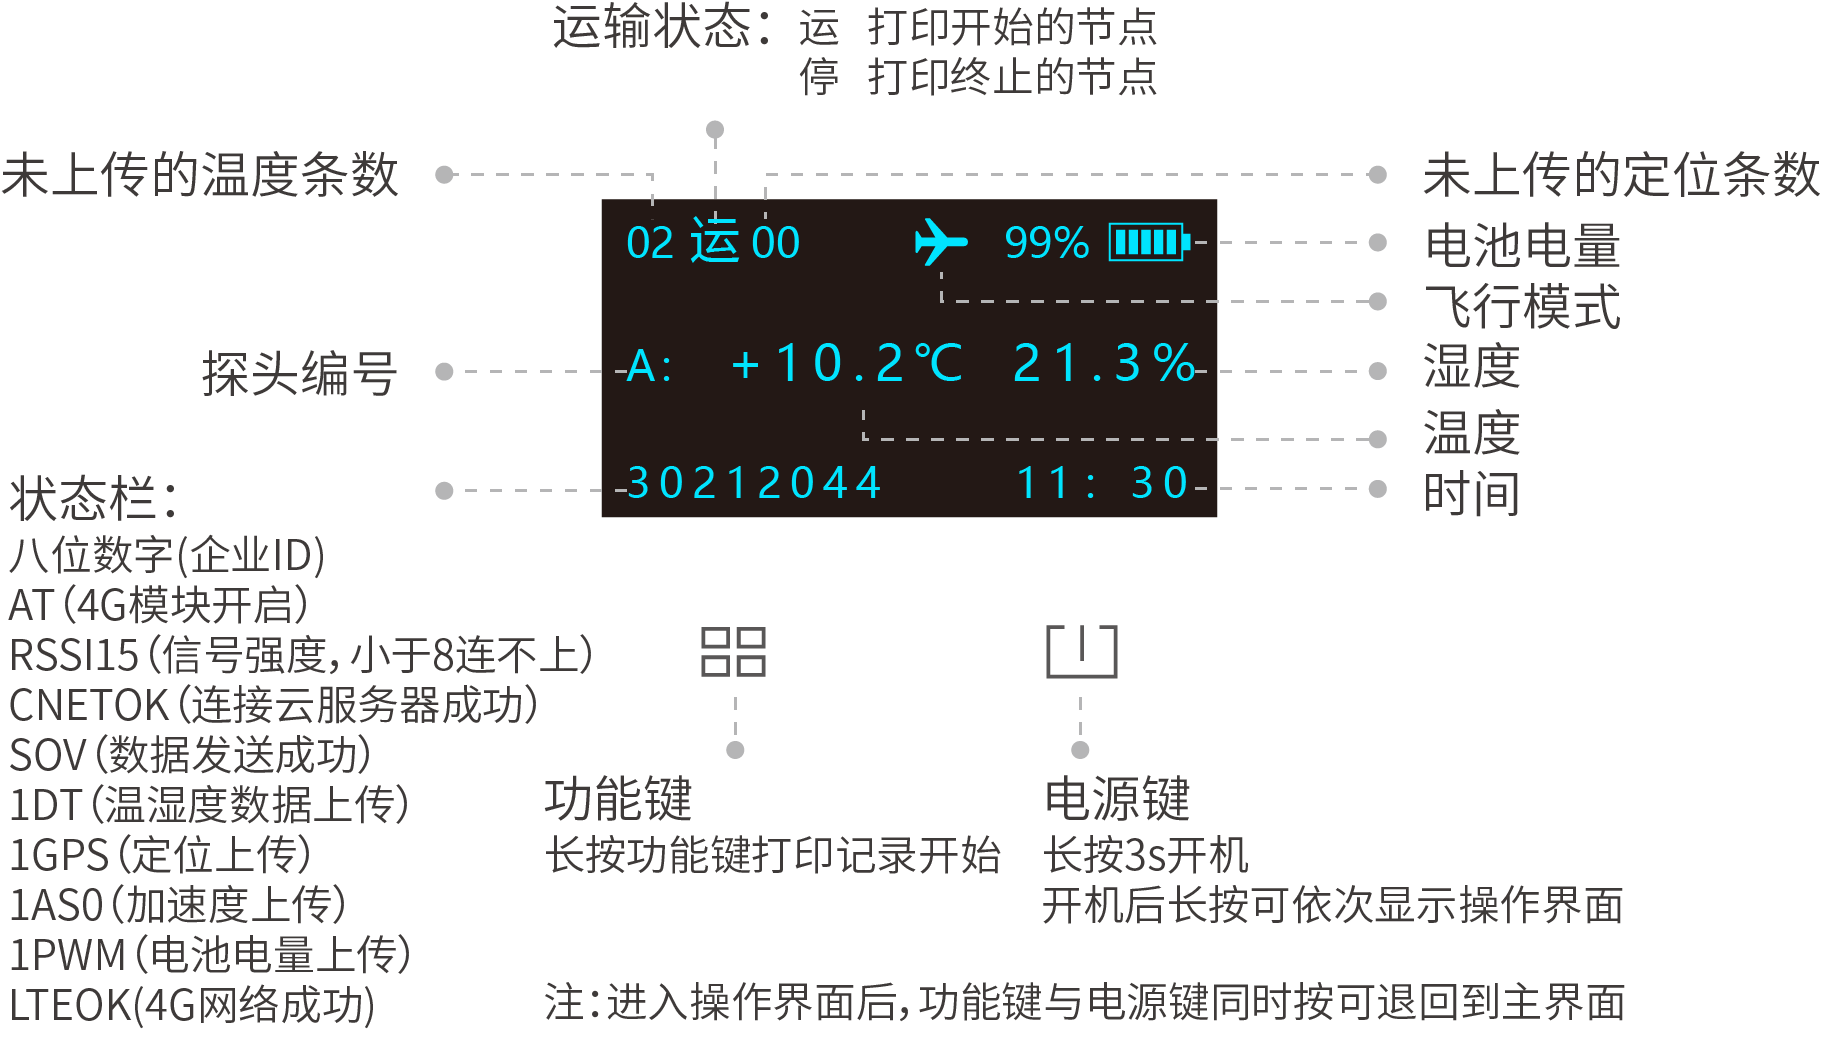 运输状态：运 打印开始的节点
停 打印终止的节点
未上传的温度条数
未上传的定位条数
02 运 00 99%
电池电量
飞行模式
探头编号
A: +10.2℃ 21.3%
湿度
温度
30212044 11: 30
时间
状态栏：
八位数字(企业ID)
AT（4G模块开启）
RSSI15（信号强度，小于8连不上）
CNETOK（连接云服务器成功）
SOV（数据发送成功）
1DT（温湿度数据上传）
1GPS（定位上传）
1AS0（加速度上传）
1PWM（电池电量上传）
LTEOK(4G网络成功)
功能键
长按功能键打印记录开始
电源键
长按3s开机
开机后长按可依次显示操作界面
注：进入操作界面后，功能键与电源键同时按可退回到主界面